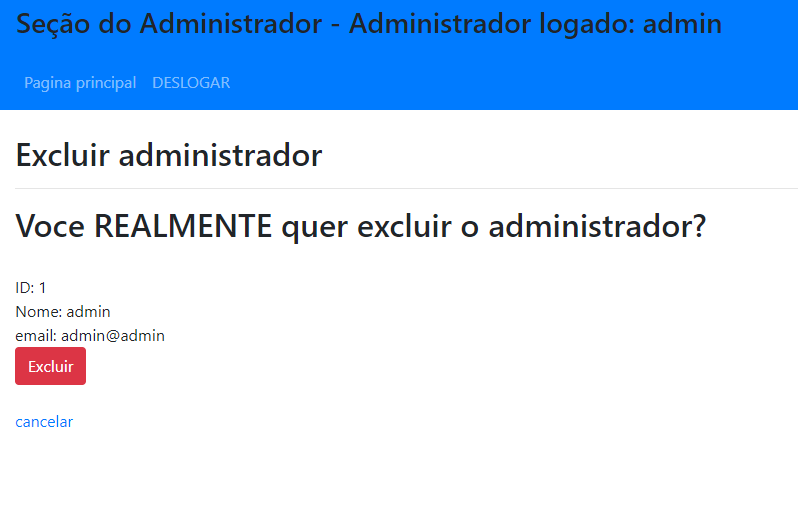 Seção do Administrador - Administrador logado: admin
Pagina principal DESLOGAR
Excluir administrador
Voce REALMENTE quer excluir o administrador?
ID: 1
Nome: admin
email: admin@admin
Excluir
cancelar